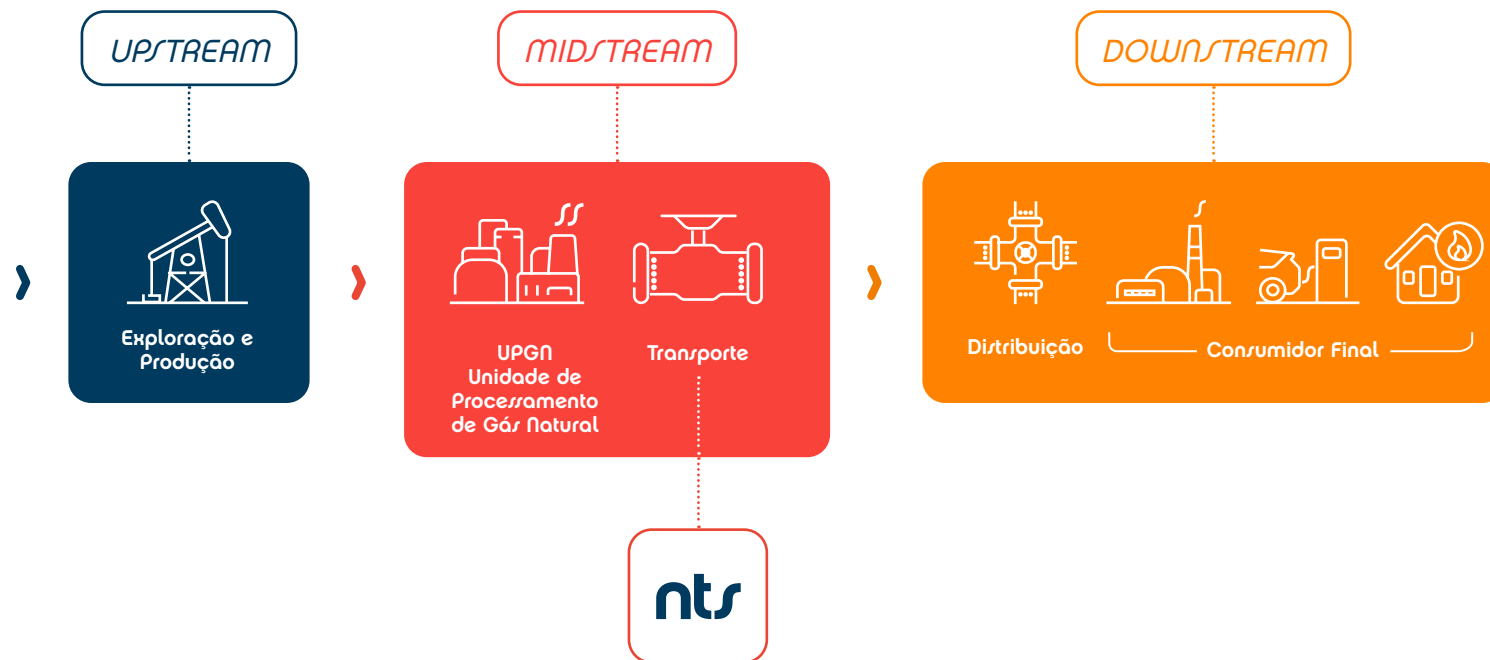 UPSTREAM
MIDSTREAM
DOWNSTREAM
Exploração e
Produção
UPGN
Unidade de
Processamento
de Gás Natural
Transporte
Distribuição
Consumidor Final
nts